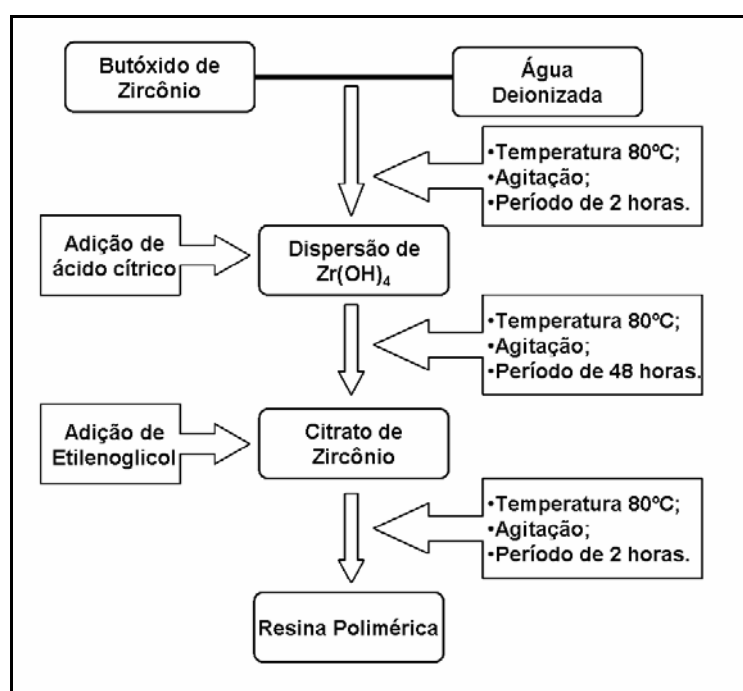 Butóxido de
Zircônio
Água
Deionizada
•Temperatura 80ºC;
•Agitação;
•Período de 2 horas.
Adição de
ácido cítrico
Dispersão de
Zr(OH)₄
•Temperatura 80ºC;
•Agitação;
•Período de 48 horas.
Adição de
Etilenoglicol
Citrato de
Zircônio
•Temperatura 80ºC;
•Agitação;
•Período de 2 horas.
Resina Polimérica